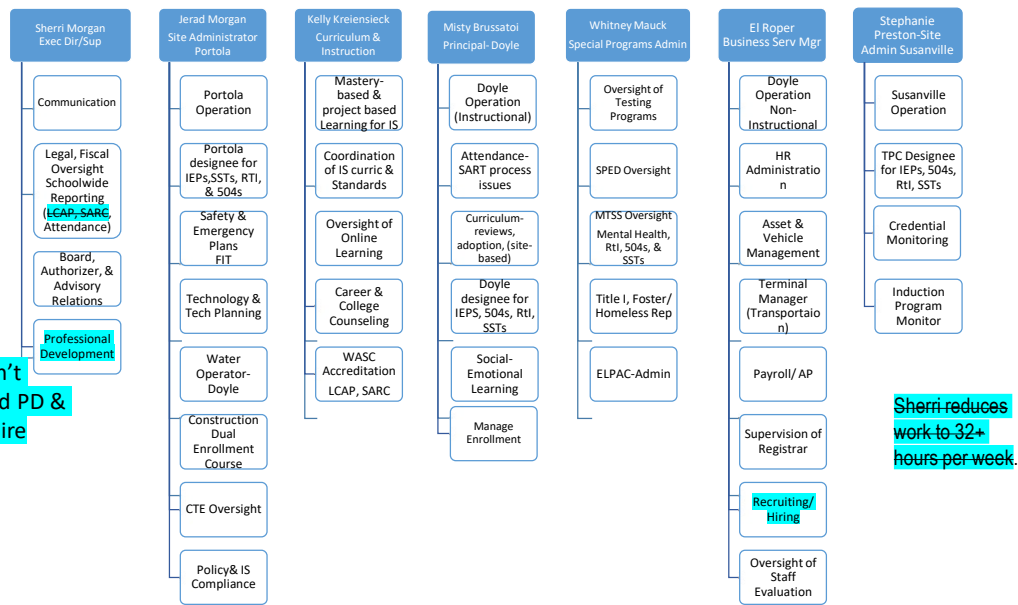 Sherri Morgan
Exec Dir/Sup
Communication
Legal, Fiscal
Oversight
Schoolwide
Reporting
(LCAP, SARC,
Attendance)
Board,
Authorizer, &
Advisory
Relations
Professional
Development
n't
d PD &
ire
Jerad Morgan
Site Administrator
Portola
Portola
Operation
Portola
designee for
IEPs,SSTs, RTI,
& 504s
Safety &
Emergency
Plans
FIT
Technology &
Tech Planning
Water
Operator-
Doyle
Construction
Dual
Enrollment
Course
CTE Oversight
Policy& IS
Compliance
Kelly Kreiensieck
Curriculum &
Instruction
Mastery-
based &
project based
Learning for IS
Coordination
of IS curric &
Standards
Oversight of
Online
Learning
Career &
College
Counseling
WASC
Accreditation
LCAP, SARC
Misty Brussatoi
Principal- Doyle
Doyle
Operation
(Instructional)
Attendance-
SART process
issues
Curriculum-
reviews,
adoption, (site-
based)
Doyle
designee for
IEPS, 504s, RtI,
SSTs
Social-
Emotional
Learning
Manage
Enrollment
Whitney Mauck
Special Programs Admin
Oversight of
Testing
Programs
SPED Oversight
MTSS Oversight
Mental Health,
RtI, 504s, &
SSTs
Title I, Foster/
Homeless Rep
ELPAC-Admin
El Roper
Business Serv Mgr
Doyle
Operation
Non-
Instructional
HR
Administratio
n
Asset &
Vehicle
Management
Terminal
Manager
(Transportaio
n)
Payroll/ AP
Supervision of
Registrar
Recruiting/
Hiring
Oversight of
Staff
Evaluation
Stephanie
Preston-Site
Admin Susanville
Susanville
Operation
TPC Designee
for IEPs, 504s,
RtI, SSTs
Credential
Monitoring
Induction
Program
Monitor
Sherri reduces
work to 32+
hours per week.